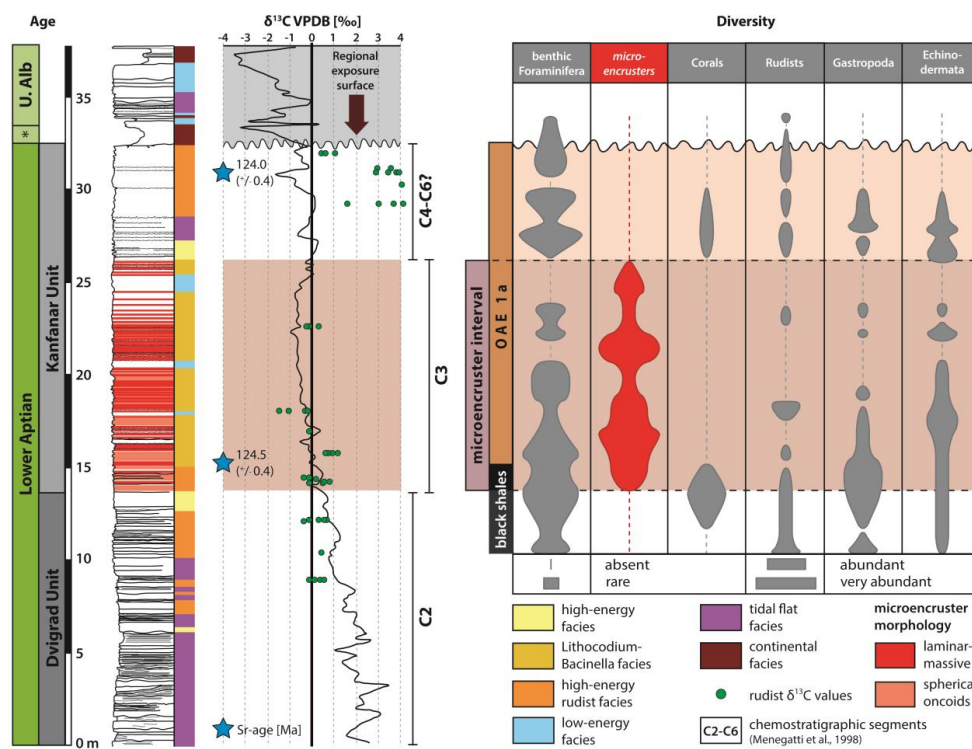 Age
δ¹³C VPDB [‰]
Diversity
-4 -3 -2 -1 0 1 2 3 4
benthic
Foraminifera
micro-
encrusters
Corals
Rudists
Gastropoda
Echino-
dermata
Regional
exposure
surface
U. Alb
*
35
30
25
20
15
10
5
0 m
Lower Aptian
Kanfanar Unit
Dvigrad Unit
124.0
(+/- 0.4)
124.5
(+/- 0.4)
Sr-age [Ma]
C4-C6?
C3
C2
microencruster interval
OAE 1a
black shales
absent
rare
abundant
very abundant
high-energy
facies
Lithocodium-
Bacinella facies
high-energy
rudist facies
low-energy
facies
tidal flat
facies
continental
facies
rudist δ¹³C values
C2-C6
chemostratigraphic segments
(Menegatti et al., 1998)
microencruster
morphology
laminar-
massive
spherical
oncoids